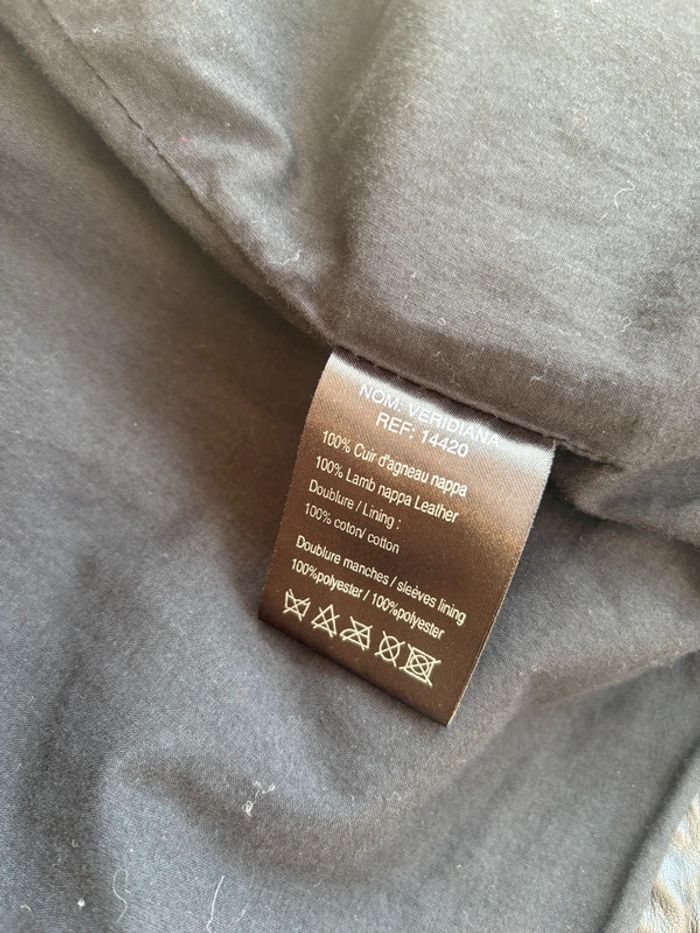 NOM: VERIDIANA
REF: 14420
100% Cuir d'agneau nappa
100% Lamb nappa Leather
Doublure / Lining :
100% coton/ cotton
Doublure manches / sleèves lining
100%polyester / 100%polyester